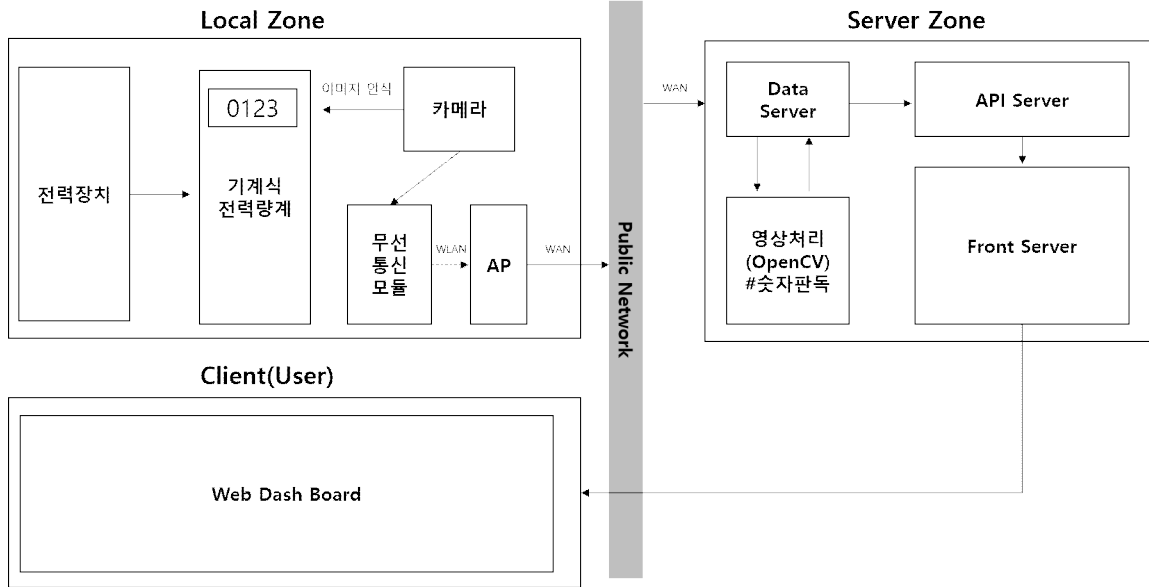 Local Zone
전력장치
0123
기계식
전력량계
이미지 인식
카메라
무선
통신
모듈
WLAN
AP
WAN
Public Network
Server Zone
WAN
Data
Server
API Server
영상처리
(OpenCV)
#숫자판독
Front Server
Client(User)
Web Dash Board